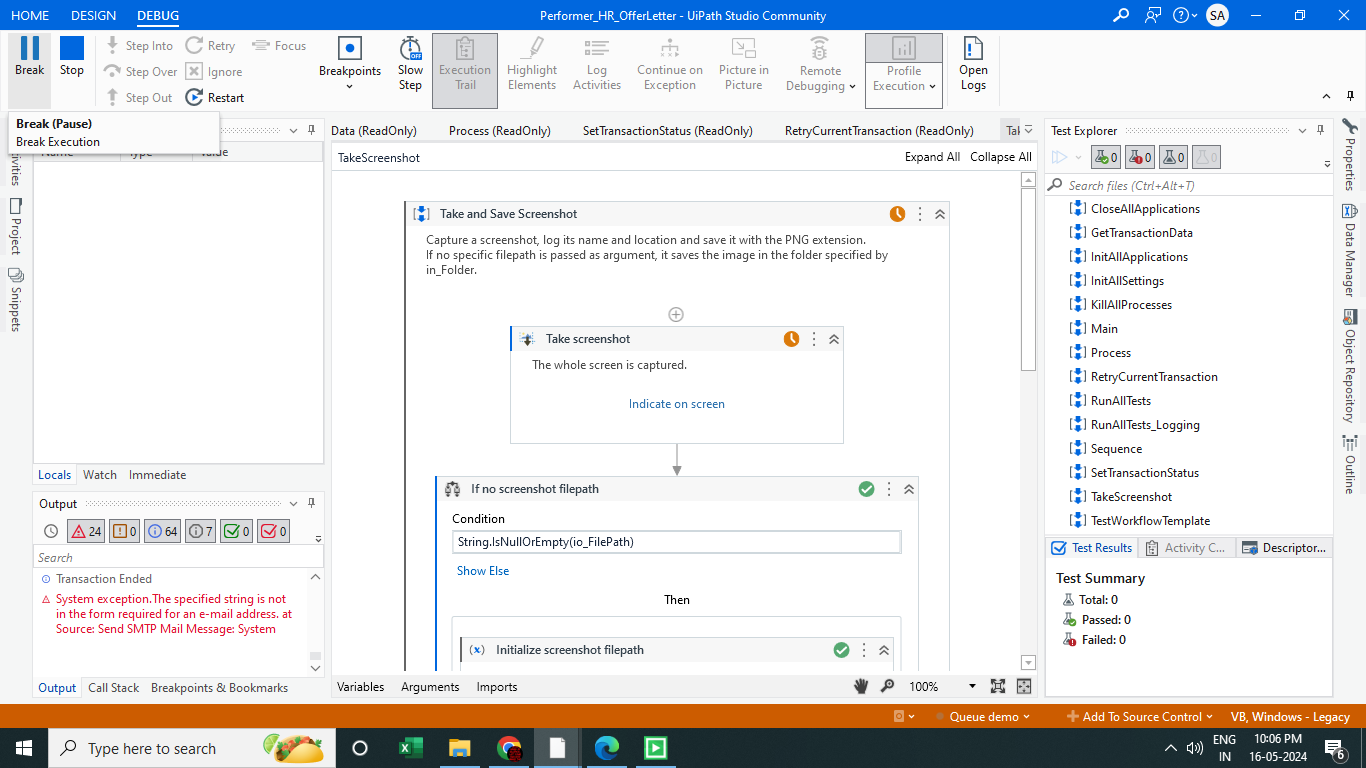 HOME DESIGN DEBUG
Performer_HR_OfferLetter - UiPath Studio Community
SA
Break
Stop
Step Into
Step Over
Step Out
Retry
Ignore
Restart
Focus
Breakpoints
Slow
Step
Execution
Trail
Highlight
Elements
Log
Activities
Continue on
Exception
Picture in
Picture
Remote
Debugging
Profile
Execution
Open
Logs
Break (Pause)
Break Execution
Name Type Value
Project
Snippets
Locals Watch Immediate
Output
24 0 64 7 0 0
Search
Transaction Ended
System exception.The specified string is not
in the form required for an e-mail address. at
Source: Send SMTP Mail Message: System
Output Call Stack Breakpoints & Bookmarks
Data (ReadOnly) Process (ReadOnly) SetTransactionStatus (ReadOnly) RetryCurrentTransaction (ReadOnly) Tak
TakeScreenshot
Expand All Collapse All
Take and Save Screenshot
Capture a screenshot, log its name and location and save it with the PNG extension.
If no specific filepath is passed as argument, it saves the image in the folder specified by
in_Folder.
Take screenshot
The whole screen is captured.
Indicate on screen
If no screenshot filepath
Condition
String.IsNullOrEmpty(io_FilePath)
Show Else
Then
(x) Initialize screenshot filepath
Variables Arguments Imports
100%
Test Explorer
0 0 0 0
Search files (Ctrl+Alt+T)
CloseAllApplications
GetTransactionData
InitAllApplications
InitAllSettings
KillAllProcesses
Main
Process
RetryCurrentTransaction
RunAllTests
RunAllTests_Logging
Sequence
SetTransactionStatus
TakeScreenshot
TestWorkflowTemplate
Test Results Activity C... Descriptor...
Test Summary
Total: 0
Passed: 0
Failed: 0
Properties
Data Manager
Object Repository
Outline
Queue demo
Add To Source Control
VB, Windows - Legacy
Type here to search
ENG
IN
10:06 PM
16-05-2024
6